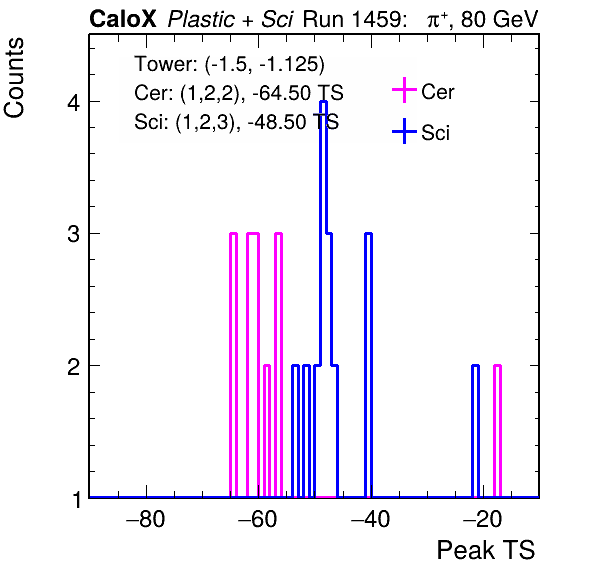 CaloX Plastic + Sci Run 1459: π⁺, 80 GeV
Counts
Tower: (-1.5, -1.125)
Cer: (1,2,2), -64.50 TS
Sci: (1,2,3), -48.50 TS
Cer
Sci
4
3
2
1
−80 −60 −40 −20
Peak TS